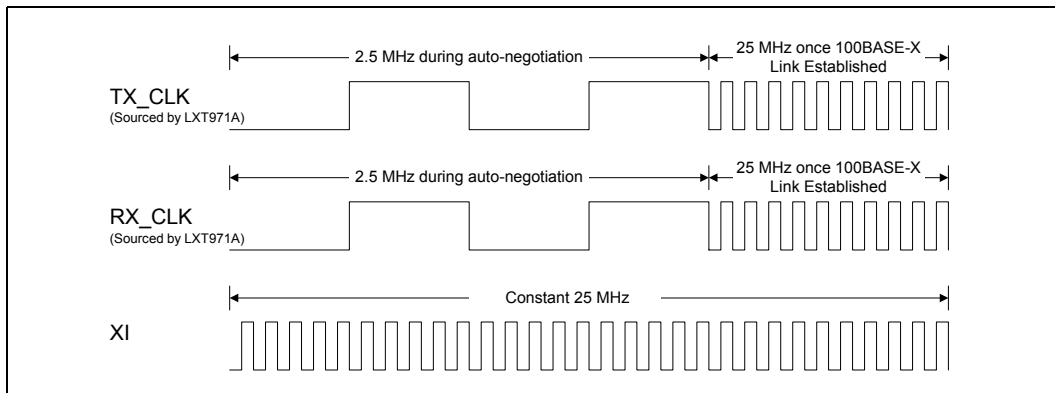 2.5 MHz during auto-negotiation
25 MHz once 100BASE-X
Link Established
TX_CLK
(Sourced by LXT971A)
2.5 MHz during auto-negotiation
25 MHz once 100BASE-X
Link Established
RX_CLK
(Sourced by LXT971A)
Constant 25 MHz
XI